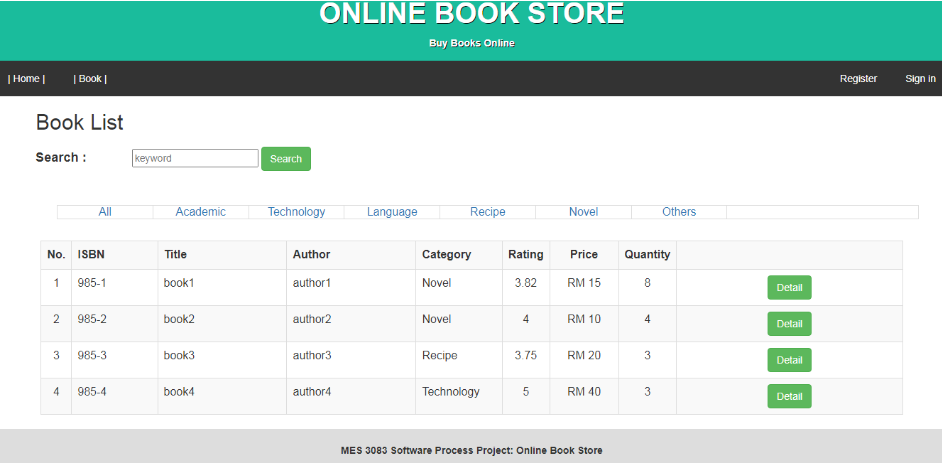 ONLINE BOOK STORE
Buy Books Online
| Home | | Book | Register Sign in
Book List
Search : keyword Search
All Academic Technology Language Recipe Novel Others
No. ISBN Title Author Category Rating Price Quantity
1 985-1 book1 author1 Novel 3.82 RM 15 8 Detail
2 985-2 book2 author2 Novel 4 RM 10 4 Detail
3 985-3 book3 author3 Recipe 3.75 RM 20 3 Detail
4 985-4 book4 author4 Technology 5 RM 40 3 Detail
MES 3083 Software Process Project: Online Book Store